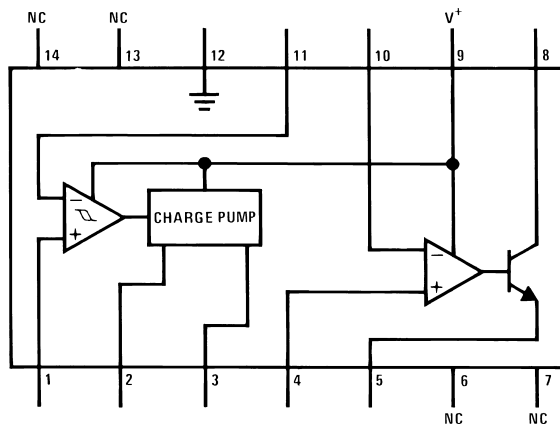 NC NC V+
14 13 12 11 10 9 8
− +
CHARGE PUMP
− +
1 2 3 4 5 6 7
NC NC